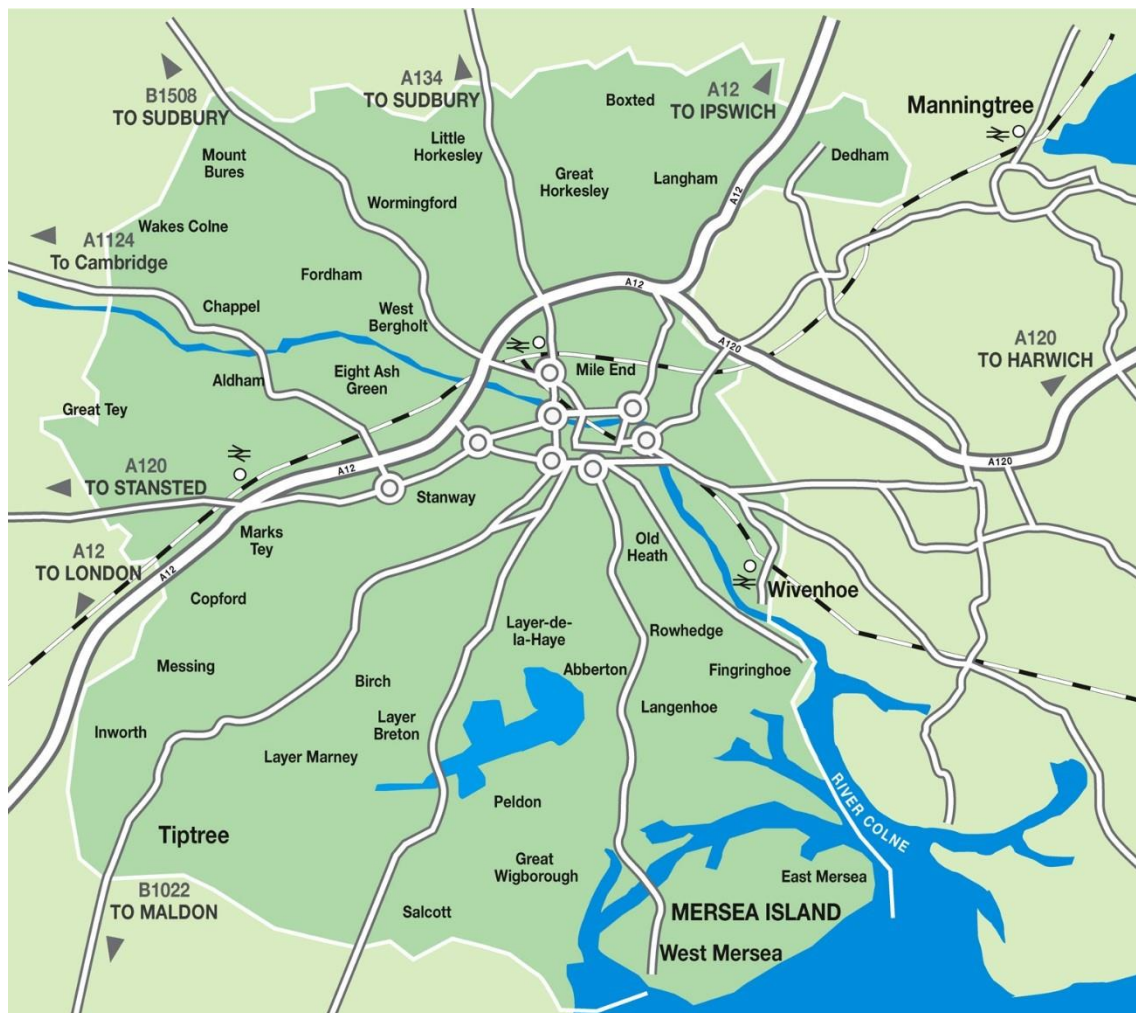 B1508
TO SUDBURY
A134
TO SUDBURY
A12
TO IPSWICH
Boxted
Manningtree
Little
Horkesley
Mount
Bures
Dedham
Great
Horkesley
Langham
A12
Wormingford
Wakes Colne
A1124
To Cambridge
Fordham
A12
Chappel
West
Bergholt
A120
A120
TO HARWICH
Mile End
Eight Ash
Green
Aldham
Great Tey
A12
A120
A120
TO STANSTED
Stanway
Marks
Tey
Old
Heath
A12
TO LONDON
A12
Wivenhoe
Copford
Layer-de-
la-Haye
Rowhedge
Messing
Abberton
Fingringhoe
Birch
Langenhoe
Layer
Breton
Inworth
Layer Marney
Peldon
RIVER COLNE
Tiptree
Great
Wigborough
East Mersea
B1022
TO MALDON
Salcott
MERSEA ISLAND
West Mersea